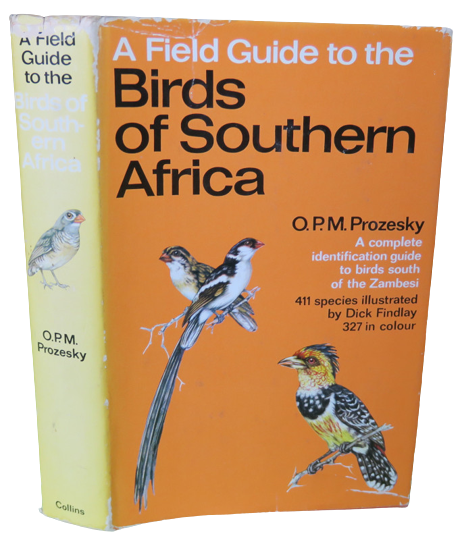 A Field
Guide
to the
Birds of
South-
ern
Africa
O.P.M.
Prozesky
Collins
A Field Guide to the
Birds
of Southern
Africa
O.P.M. Prozesky
A complete
identification guide
to birds south
of the Zambesi
411 species illustrated
by Dick Findlay
327 in colour